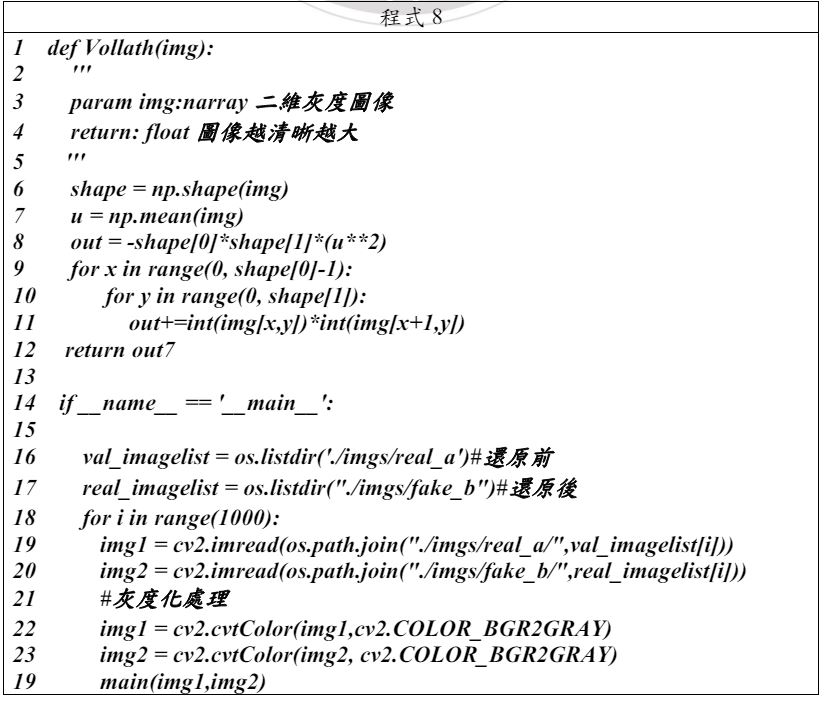 程式 8
1 def Vollath(img):
2 '''
3 param img:narray 二維灰度圖像
4 return: float 圖像越清晰越大
5 '''
6 shape = np.shape(img)
7 u = np.mean(img)
8 out = -shape[0]*shape[1]*(u**2)
9 for x in range(0, shape[0]-1):
10 for y in range(0, shape[1]):
11 out+=int(img[x,y])*int(img[x+1,y])
12 return out7
13
14 if __name__ == '__main__':
15
16 val_imagelist = os.listdir('./imgs/real_a')#還原前
17 real_imagelist = os.listdir("./imgs/fake_b")#還原後
18 for i in range(1000):
19 img1 = cv2.imread(os.path.join("./imgs/real_a/",val_imagelist[i]))
20 img2 = cv2.imread(os.path.join("./imgs/fake_b/",real_imagelist[i]))
21 #灰度化處理
22 img1 = cv2.cvtColor(img1,cv2.COLOR_BGR2GRAY)
23 img2 = cv2.cvtColor(img2, cv2.COLOR_BGR2GRAY)
19 main(img1,img2)